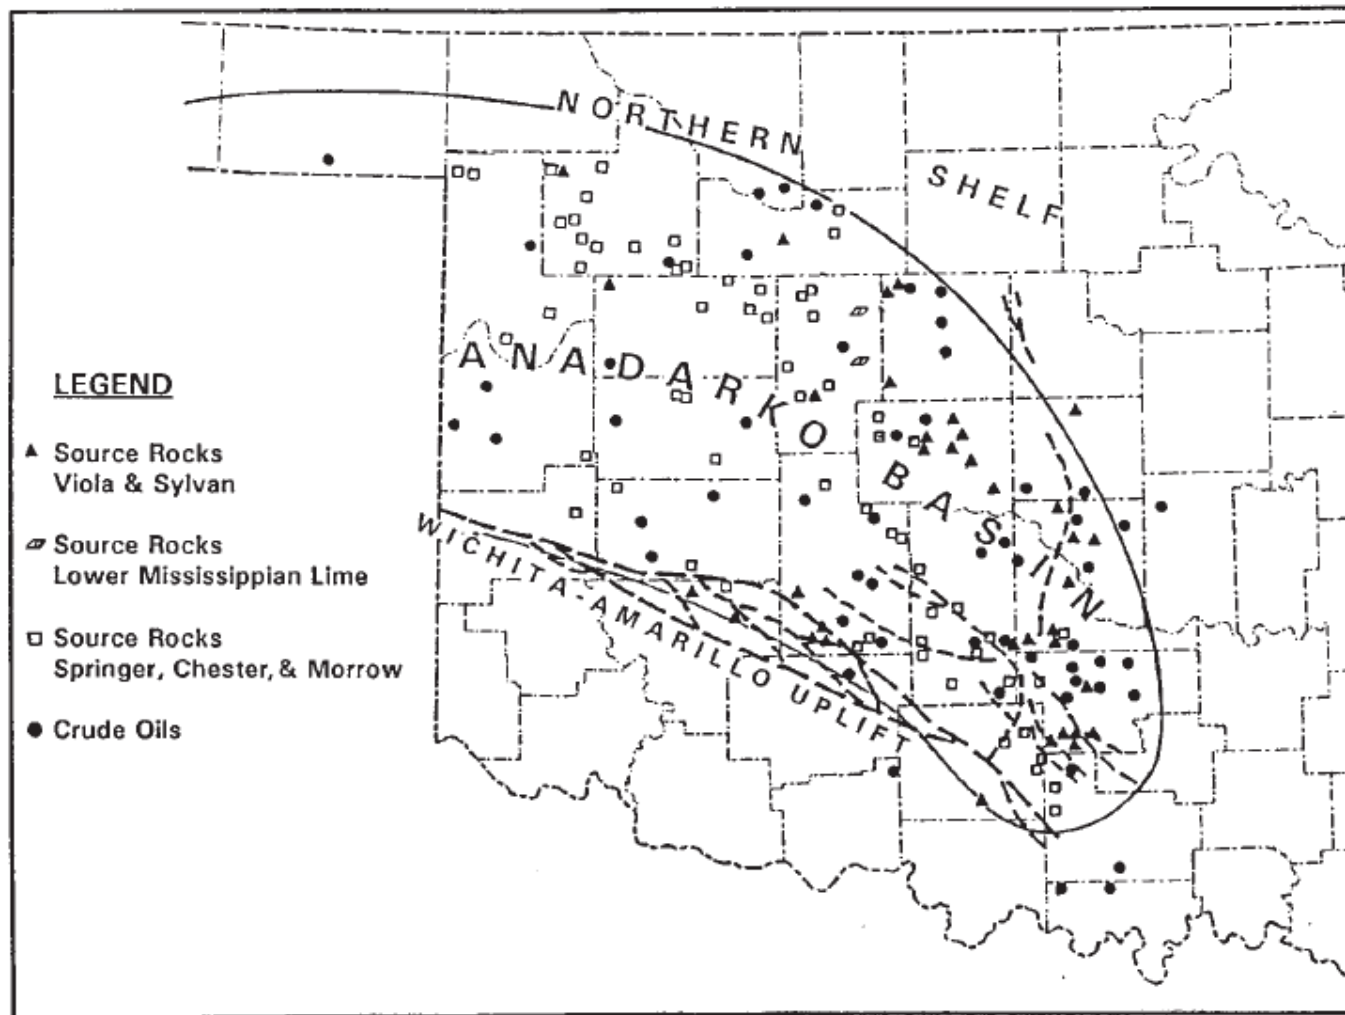 NORTHERN
SHELF
ANADARKO
BASIN
WICHITA-AMARILLO UPLIFT
LEGEND
Source Rocks
Viola & Sylvan
Source Rocks
Lower Mississippian Lime
Source Rocks
Springer, Chester, & Morrow
Crude Oils